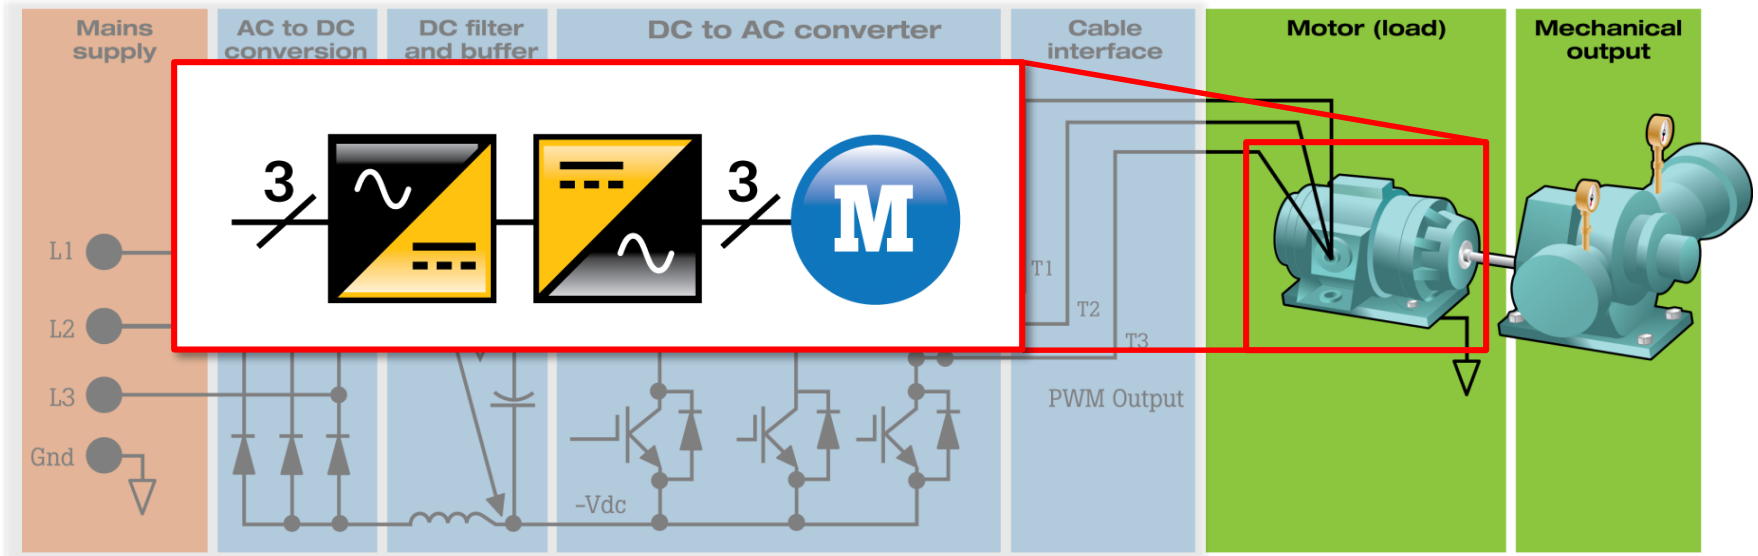 Mains
supply
AC to DC
conversion
DC filter
and buffer
DC to AC converter
Cable
interface
Motor (load)
Mechanical
output
3
3
M
L1
L2
L3
Gnd
T1
T2
T3
PWM Output
–Vdc